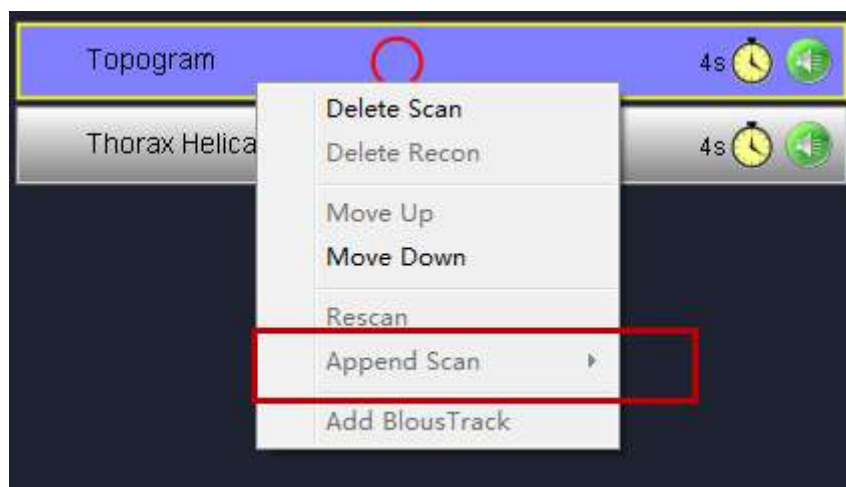 Topogram 4s
Delete Scan
Thorax Helica 4s
Delete Recon
Move Up
Move Down
Rescan
Append Scan
Add BlousTrack